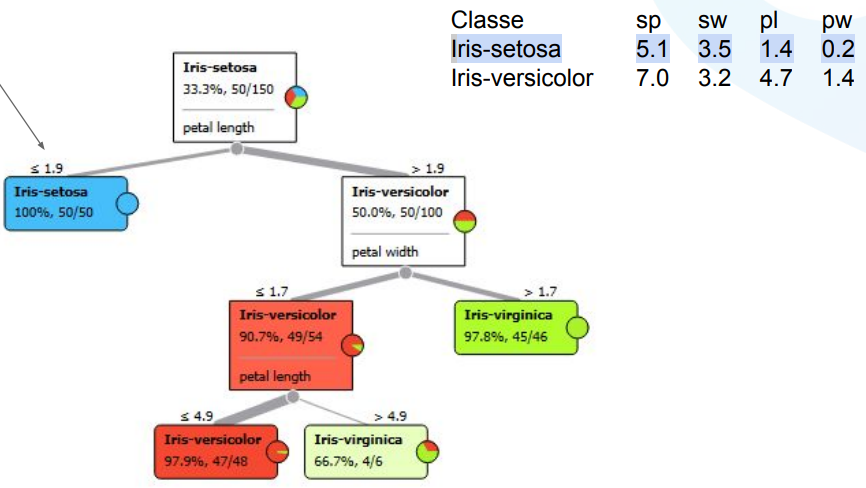 Classe sp sw pl pw
Iris-setosa 5.1 3.5 1.4 0.2
Iris-versicolor 7.0 3.2 4.7 1.4
Iris-setosa
33.3%, 50/150
petal length
≤ 1.9
> 1.9
Iris-setosa
100%, 50/50
Iris-versicolor
50.0%, 50/100
petal width
≤ 1.7
> 1.7
Iris-versicolor
90.7%, 49/54
petal length
Iris-virginica
97.8%, 45/46
≤ 4.9
> 4.9
Iris-versicolor
97.9%, 47/48
Iris-virginica
66.7%, 4/6